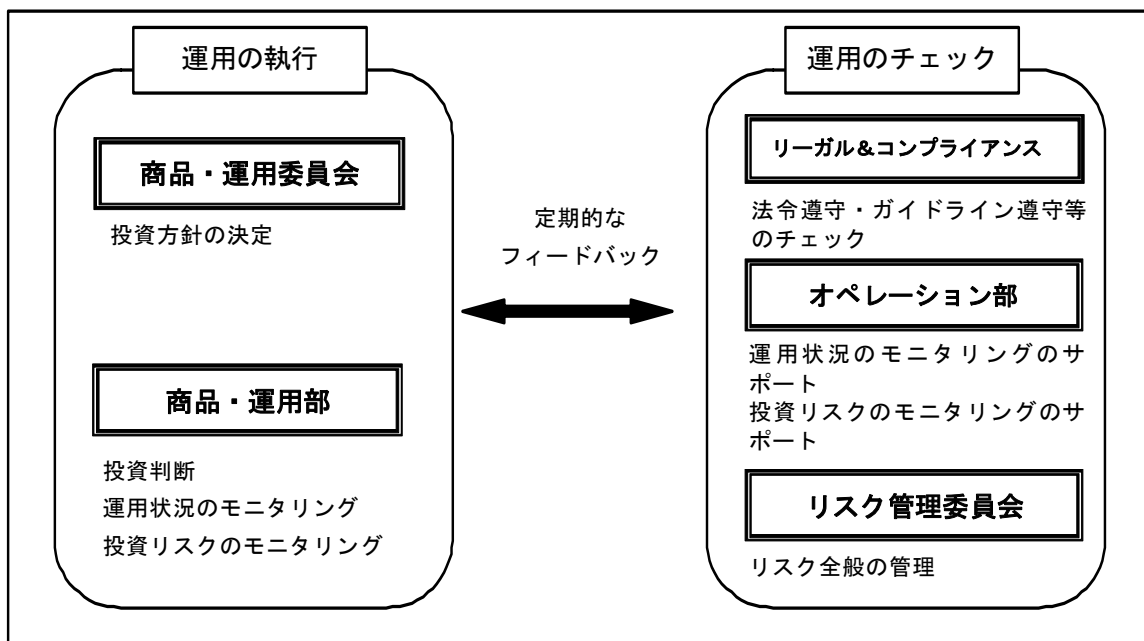 運用の執行
商品・運用委員会
投資方針の決定
商品・運用部
投資判断
運用状況のモニタリング
投資リスクのモニタリング
定期的な
フィードバック
運用のチェック
リーガル&コンプライアンス
法令遵守・ガイドライン遵守等
のチェック
オペレーション部
運用状況のモニタリングのサ
ポート
投資リスクのモニタリングのサ
ポート
リスク管理委員会
リスク全般の管理